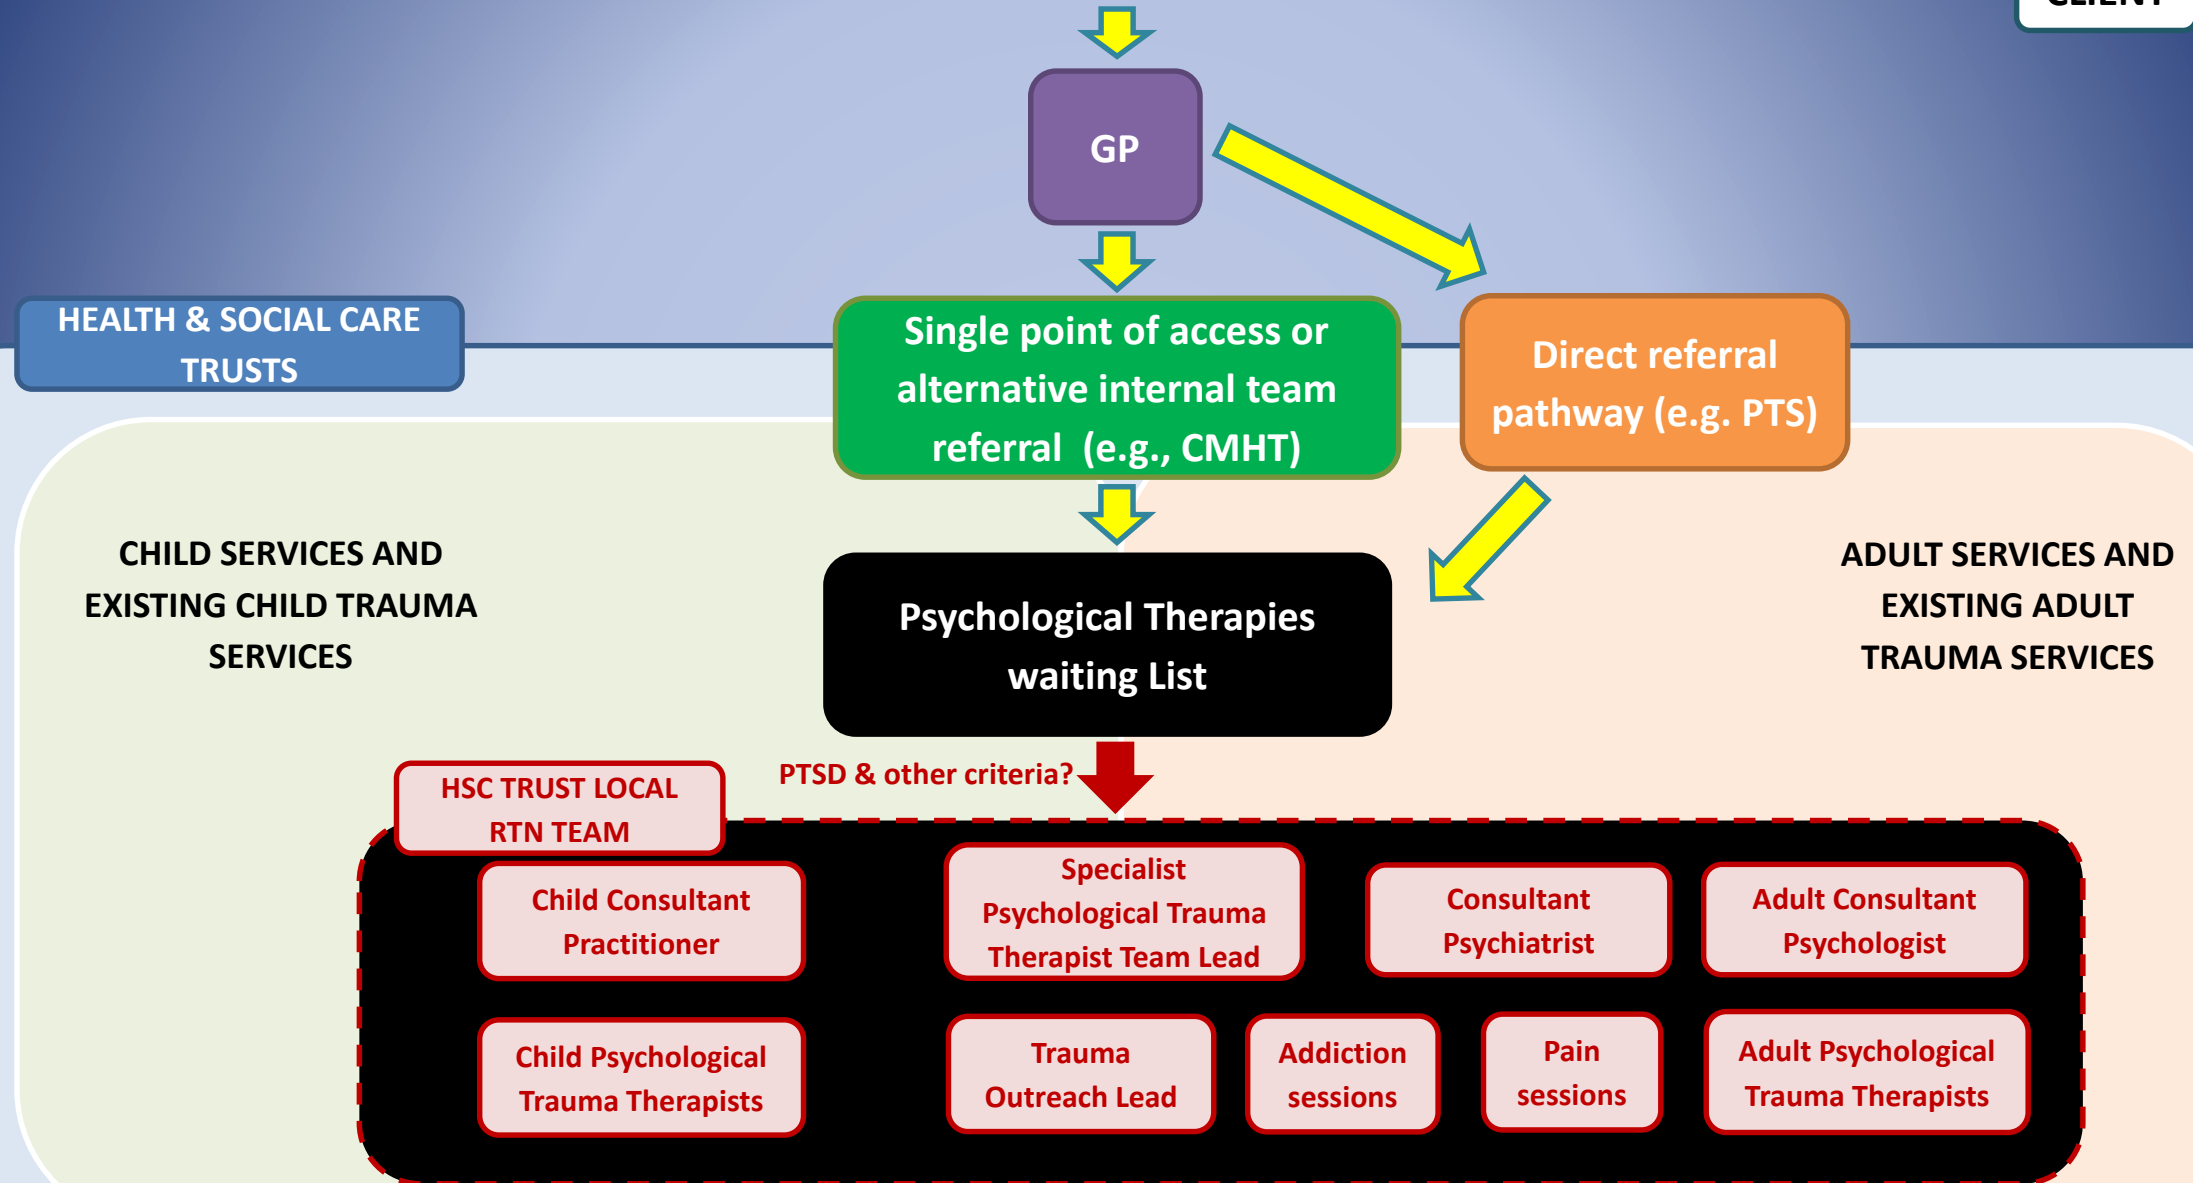 CLIENT
GP
HEALTH & SOCIAL CARE
TRUSTS
Single point of access or
alternative internal team
referral (e.g., CMHT)
Direct referral
pathway (e.g. PTS)
CHILD SERVICES AND
EXISTING CHILD TRAUMA
SERVICES
Psychological Therapies
waiting List
ADULT SERVICES AND
EXISTING ADULT
TRAUMA SERVICES
PTSD & other criteria?
HSC TRUST LOCAL
RTN TEAM
Child Consultant
Practitioner
Specialist
Psychological Trauma
Therapist Team Lead
Consultant
Psychiatrist
Adult Consultant
Psychologist
Child Psychological
Trauma Therapists
Trauma
Outreach Lead
Addiction
sessions
Pain
sessions
Adult Psychological
Trauma Therapists